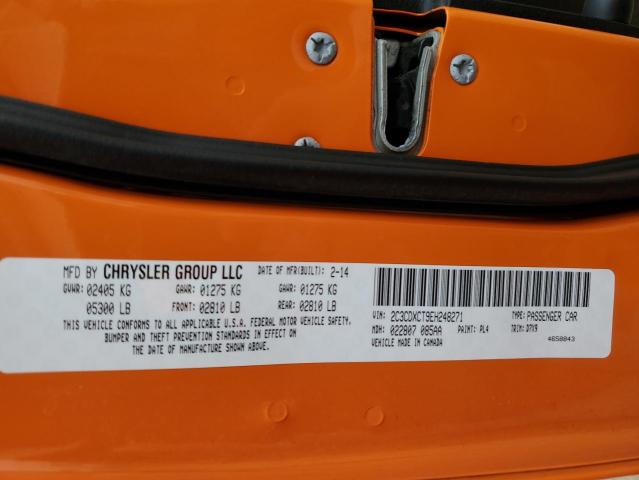 MFD BY CHRYSLER GROUP LLC DATE OF MFR(BUILT): 2-14
GVWR: 02405 KG GAWR: 01275 KG GAWR: 01275 KG
05300 LB FRONT: 02810 LB REAR: 02810 LB
THIS VEHICLE CONFORMS TO ALL APPLICABLE U.S.A. FEDERAL MOTOR VEHICLE SAFETY,
BUMPER AND THEFT PREVENTION STANDARDS IN EFFECT ON
THE DATE OF MANUFACTURE SHOWN ABOVE.
VIN: 2C3CDXCT9EH248271 TYPE: PASSENGER CAR
MDH: 022807 085AA PAINT: PL4 TRIM: D7X9
VEHICLE MADE IN CANADA 4658843